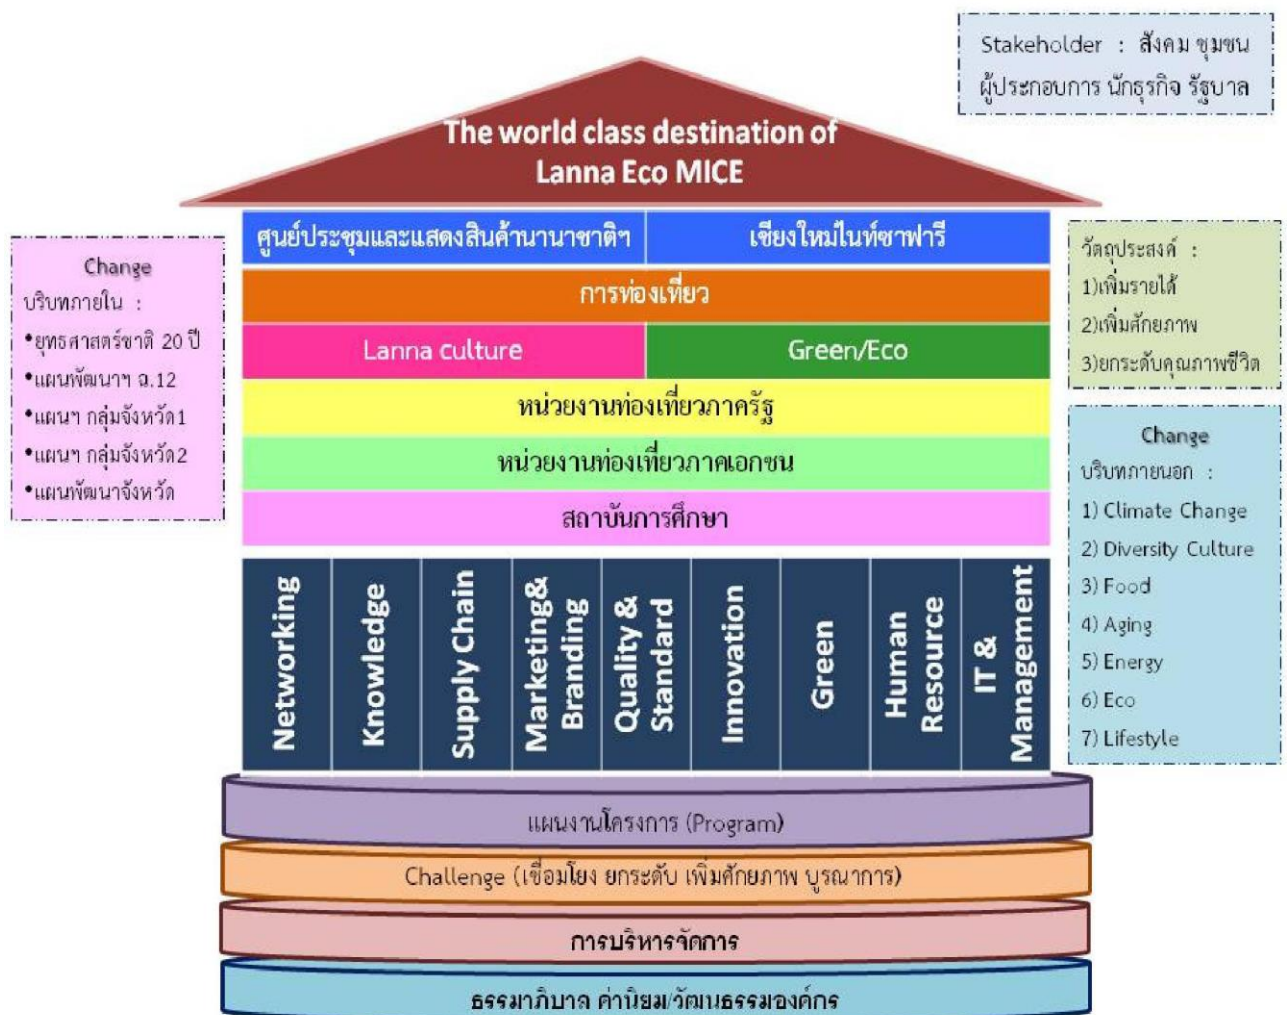 Stakeholder : สังคม ชุมชน
ผู้ประกอบการ นักธุรกิจ รัฐบาล
The world class destination of
Lanna Eco MICE
ศูนย์ประชุมและแสดงสินค้านานาชาติฯ
เชียงใหม่ไนท์ซาฟารี
การท่องเที่ยว
Lanna culture
Green/Eco
หน่วยงานท่องเที่ยวภาครัฐ
หน่วยงานท่องเที่ยวภาคเอกชน
สถาบันการศึกษา
Change
บริบทภายใน :
•ยุทธศาสตร์ชาติ 20 ปี
•แผนพัฒนาฯ ฉ.12
•แผนฯ กลุ่มจังหวัด1
•แผนฯ กลุ่มจังหวัด2
•แผนพัฒนาจังหวัด
วัตถุประสงค์ :
1)เพิ่มรายได้
2)เพิ่มศักยภาพ
3)ยกระดับคุณภาพชีวิต
Change
บริบทภายนอก :
1) Climate Change
2) Diversity Culture
3) Food
4) Aging
5) Energy
6) Eco
7) Lifestyle
Networking
Knowledge
Supply Chain
Marketing&
Branding
Quality &
Standard
Innovation
Green
Human
Resource
IT &
Management
แผนงานโครงการ (Program)
Challenge (เชื่อมโยง ยกระดับ เพิ่มศักยภาพ บูรณาการ)
การบริหารจัดการ
ธรรมาภิบาล ค่านิยม/วัฒนธรรมองค์กร